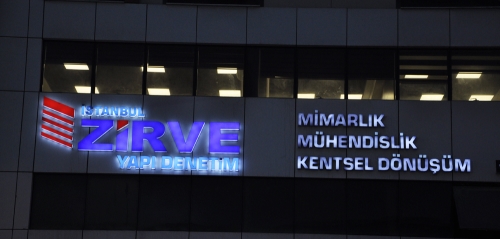 İSTANBUL
ZİRVE
YAPI DENETİM
MİMARLIK
MÜHENDİSLİK
KENTSEL DÖNÜŞÜM